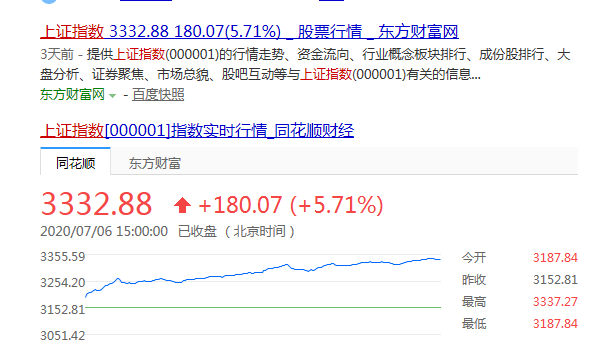 上证指数 3332.88 180.07(5.71%) _ 股票行情 _ 东方财富网
3天前 - 提供上证指数(000001)的行情走势、资金流向、行业概念板块排行、成份股排行、大
盘分析、证券聚焦、市场总貌、股吧互动等与上证指数(000001)有关的信息...
东方财富网 - 百度快照
上证指数[000001]指数实时行情_同花顺财经
同花顺 东方财富
3332.88 +180.07 (+5.71%)
2020/07/06 15:00:00 已收盘 ( 北京时间 )
3355.59
3254.20
3152.81
3051.42
今开 3187.84
昨收 3152.81
最高 3337.27
最低 3187.84